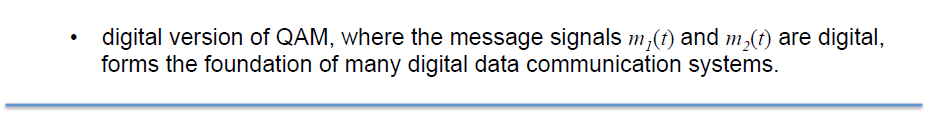 • digital version of QAM, where the message signals m₁(t) and m₂(t) are digital,
forms the foundation of many digital data communication systems.